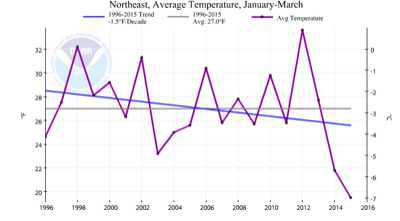 Northeast, Average Temperature, January-March
1996-2015 Trend
-1.5°F/Decade
1996-2015
Avg: 27.0°F
Avg Temperature
32
30
28
26
24
22
20
°F
0
-1
-2
-3
-4
-5
-6
-7
°C
1996 1998 2000 2002 2004 2006 2008 2010 2012 2014 2016